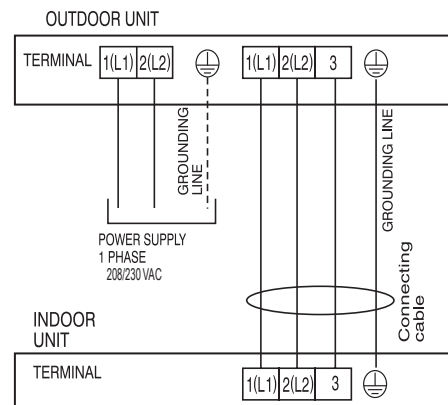 OUTDOOR UNIT
TERMINAL
1(L1) 2(L2)
1(L1) 2(L2) 3
GROUNDING
LINE
GROUNDING LINE
POWER SUPPLY
1 PHASE
208/230 VAC
Connecting
cable
INDOOR
UNIT
TERMINAL
1(L1) 2(L2) 3